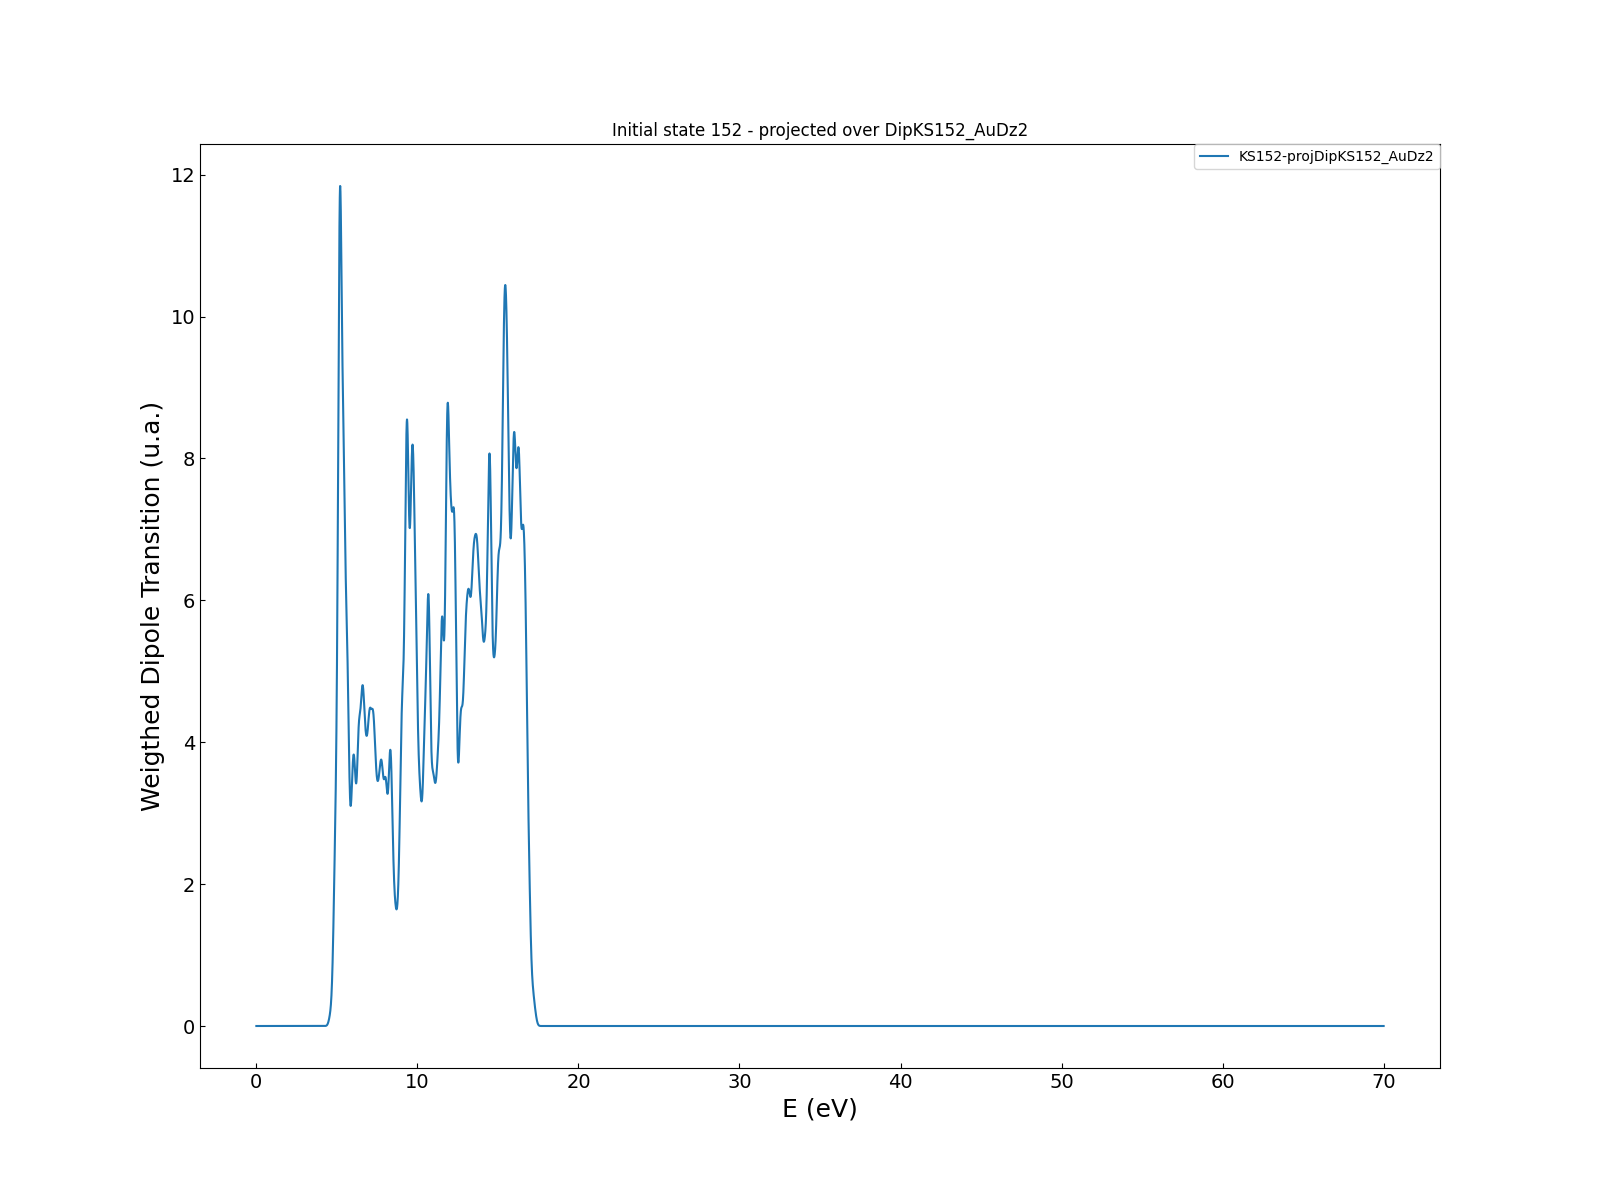 Initial state 152 - projected over DipKS152_AuDz2
KS152-projDipKS152_AuDz2
12
10
8
6
4
2
0
Weigthed Dipole Transition (u.a.)
0 10 20 30 40 50 60 70
E (eV)